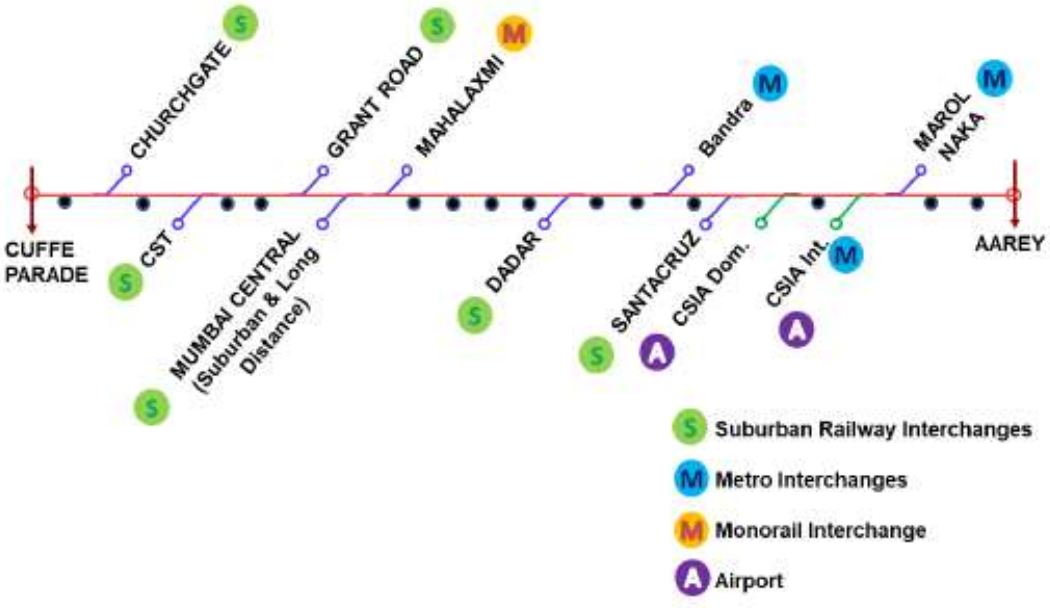 S
CHURCHGATE
S
GRANT ROAD
M
MAHALAXMI
M
Bandra
M
MAROL
NAKA
CUFFE
PARADE
CST
S
MUMBAI CENTRAL
(Suburban & Long
Distance)
S
DADAR
S
SANTACRUZ
S
CSIA Dom.
A
CSIA Int.
M
A
AAREY
S Suburban Railway Interchanges
M Metro Interchanges
M Monorail Interchange
A Airport